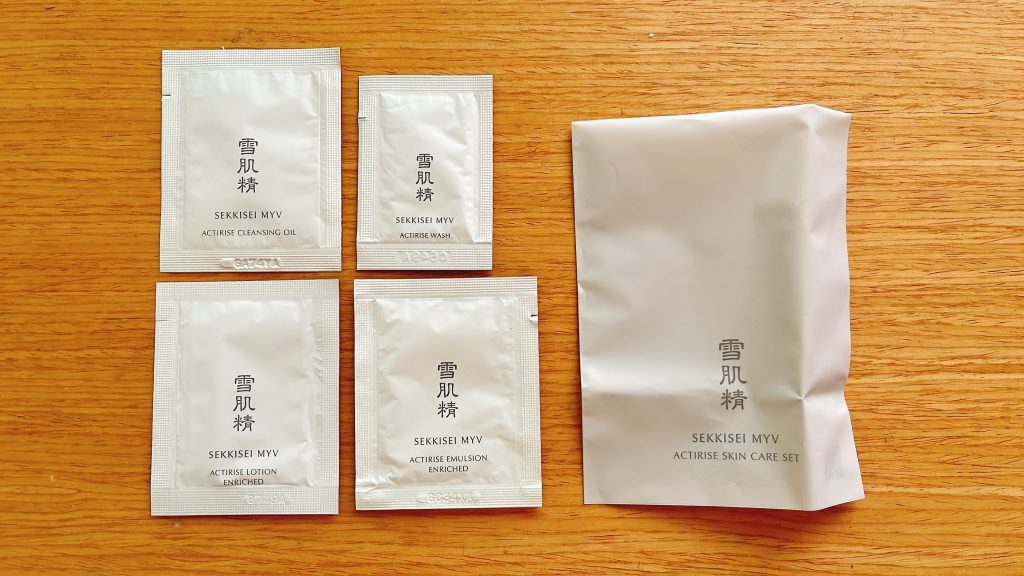 雪肌精
SEKKISEI MYV
ACTIRISE CLEANSING OIL
雪肌精
SEKKISEI MYV
ACTIRISE WASH
雪肌精
SEKKISEI MYV
ACTIRISE LOTION
ENRICHED
雪肌精
SEKKISEI MYV
ACTIRISE EMULSION
ENRICHED
雪肌精
SEKKISEI MYV
ACTIRISE SKIN CARE SET